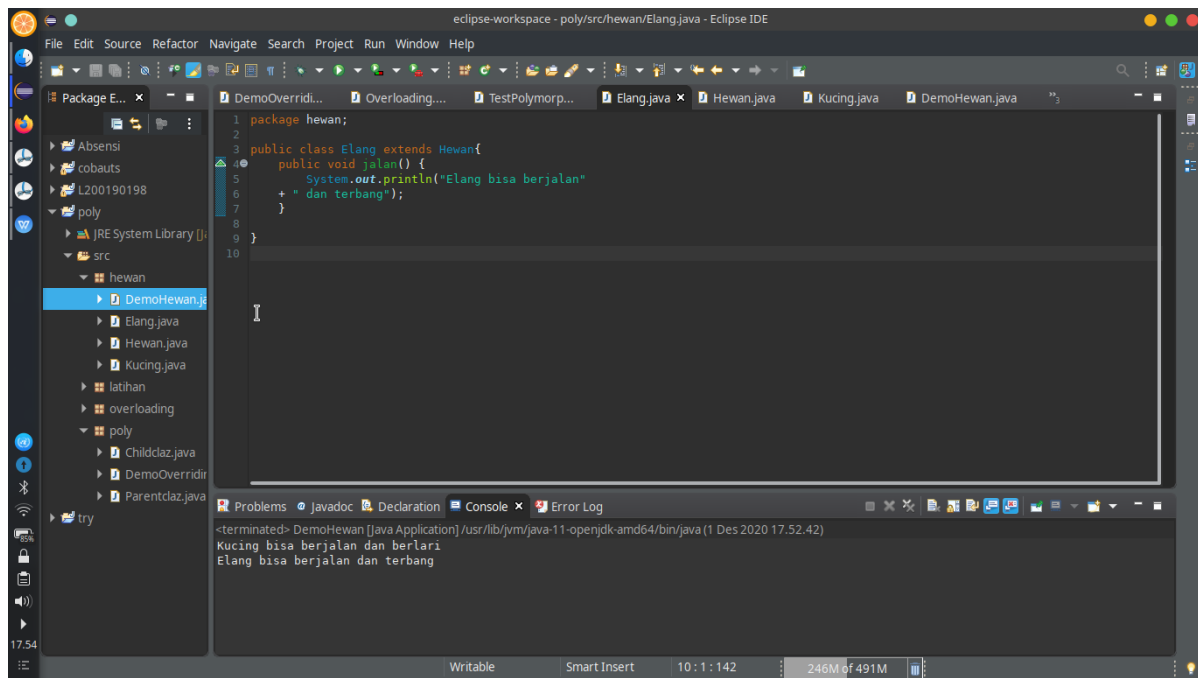 eclipse-workspace - poly/src/hewan/Elang.java - Eclipse IDE
File Edit Source Refactor Navigate Search Project Run Window Help
Package E...
DemoOverridi... Overloading.... TestPolymorp... Elang.java Hewan.java Kucing.java DemoHewan.java »3
Absensi
cobauts
L200190198
poly
JRE System Library [Ja
src
hewan
DemoHewan.ja
Elang.java
Hewan.java
Kucing.java
latihan
overloading
poly
Childclaz.java
DemoOverridin
Parentclaz.java
try
1 package hewan;
2
3 public class Elang extends Hewan{
4 public void jalan() {
5 System.out.println("Elang bisa berjalan"
6 + " dan terbang");
7 }
8
9 }
10
Problems Javadoc Declaration Console Error Log
<terminated> DemoHewan [Java Application] /usr/lib/jvm/java-11-openjdk-amd64/bin/java (1 Des 2020 17.52.42)
Kucing bisa berjalan dan berlari
Elang bisa berjalan dan terbang
85%
17.54
Writable Smart Insert 10 : 1 : 142 246M of 491M